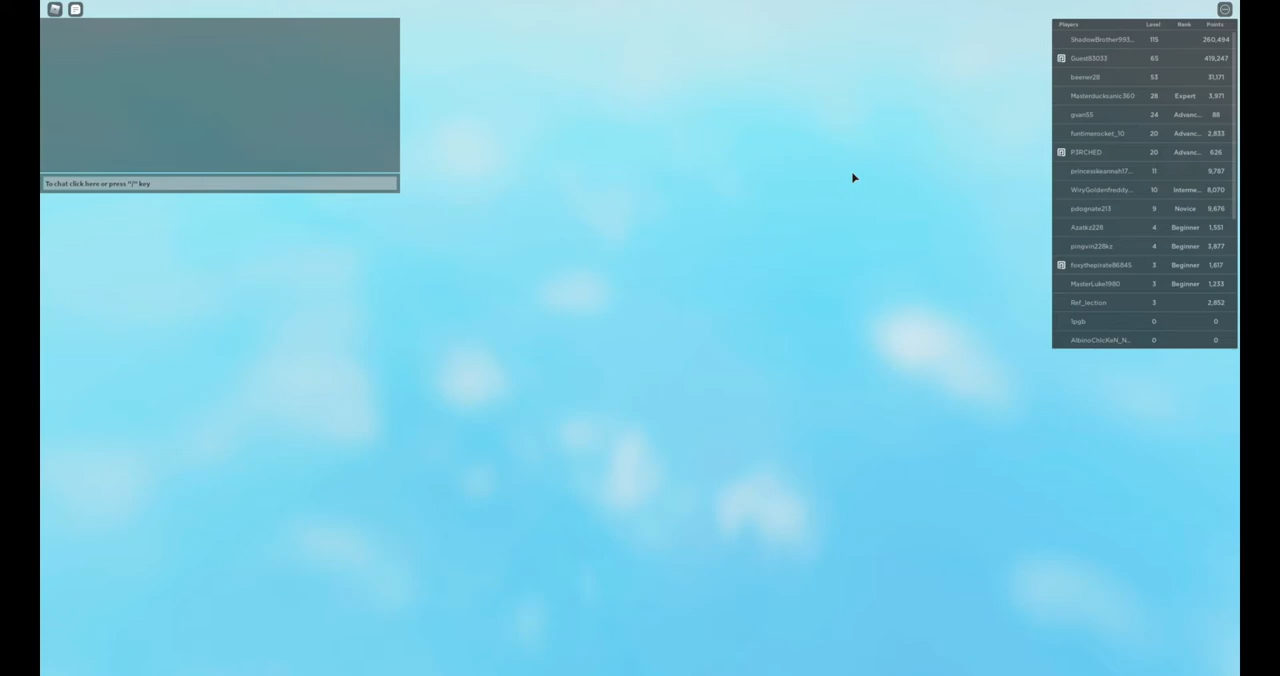 To chat click here or press "/" key
Players Level Rank Points
ShadowBrother993... 115 260,494
Guest83033 65 419,247
beener28 53 31,171
Masterducksanic360 28 Expert 3,971
gvan55 24 Advanc... 88
funtimerocket_10 20 Advanc... 2,833
P3RCHED 20 Advanc... 626
princesskeannah17... 11 9,787
WiryGoldenfreddy... 10 Interme... 8,070
pdognate213 9 Novice 9,676
Azatkz228 4 Beginner 1,551
pingvin228kz 4 Beginner 3,877
foxythepirate86845 3 Beginner 1,617
MasterLuke1980 3 Beginner 1,233
Ref_lection 3 2,852
1pgb 0 0
AlbinoChicKeN_N... 0 0